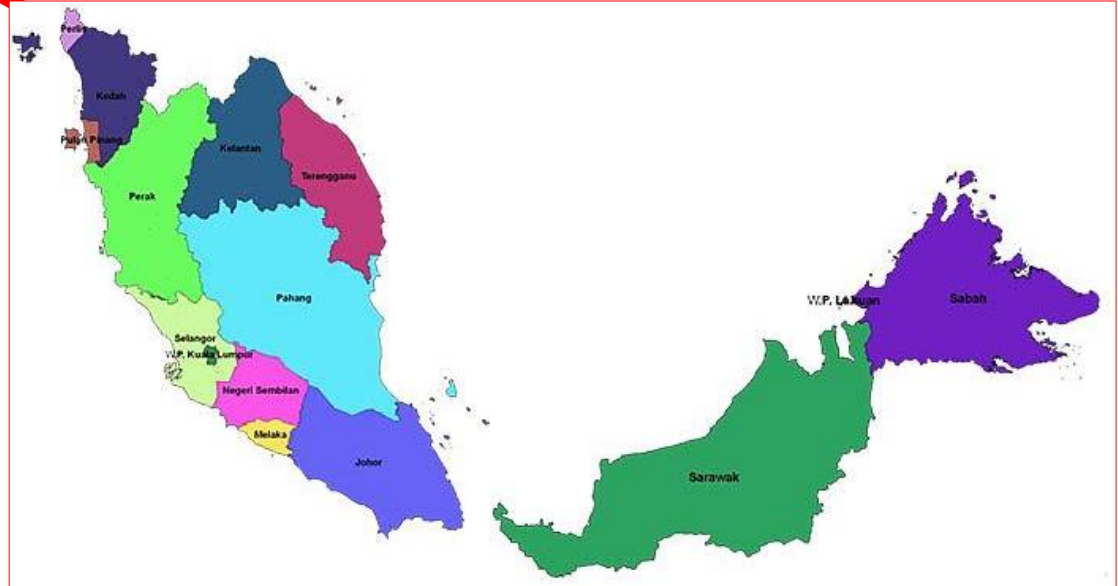 Perlis
Kedah
Pulau Pinang
Kelantan
Terengganu
Perak
Pahang
W.P. Labuan
Sabah
Selangor
W.P. Kuala Lumpur
Negeri Sembilan
Melaka
Johor
Sarawak